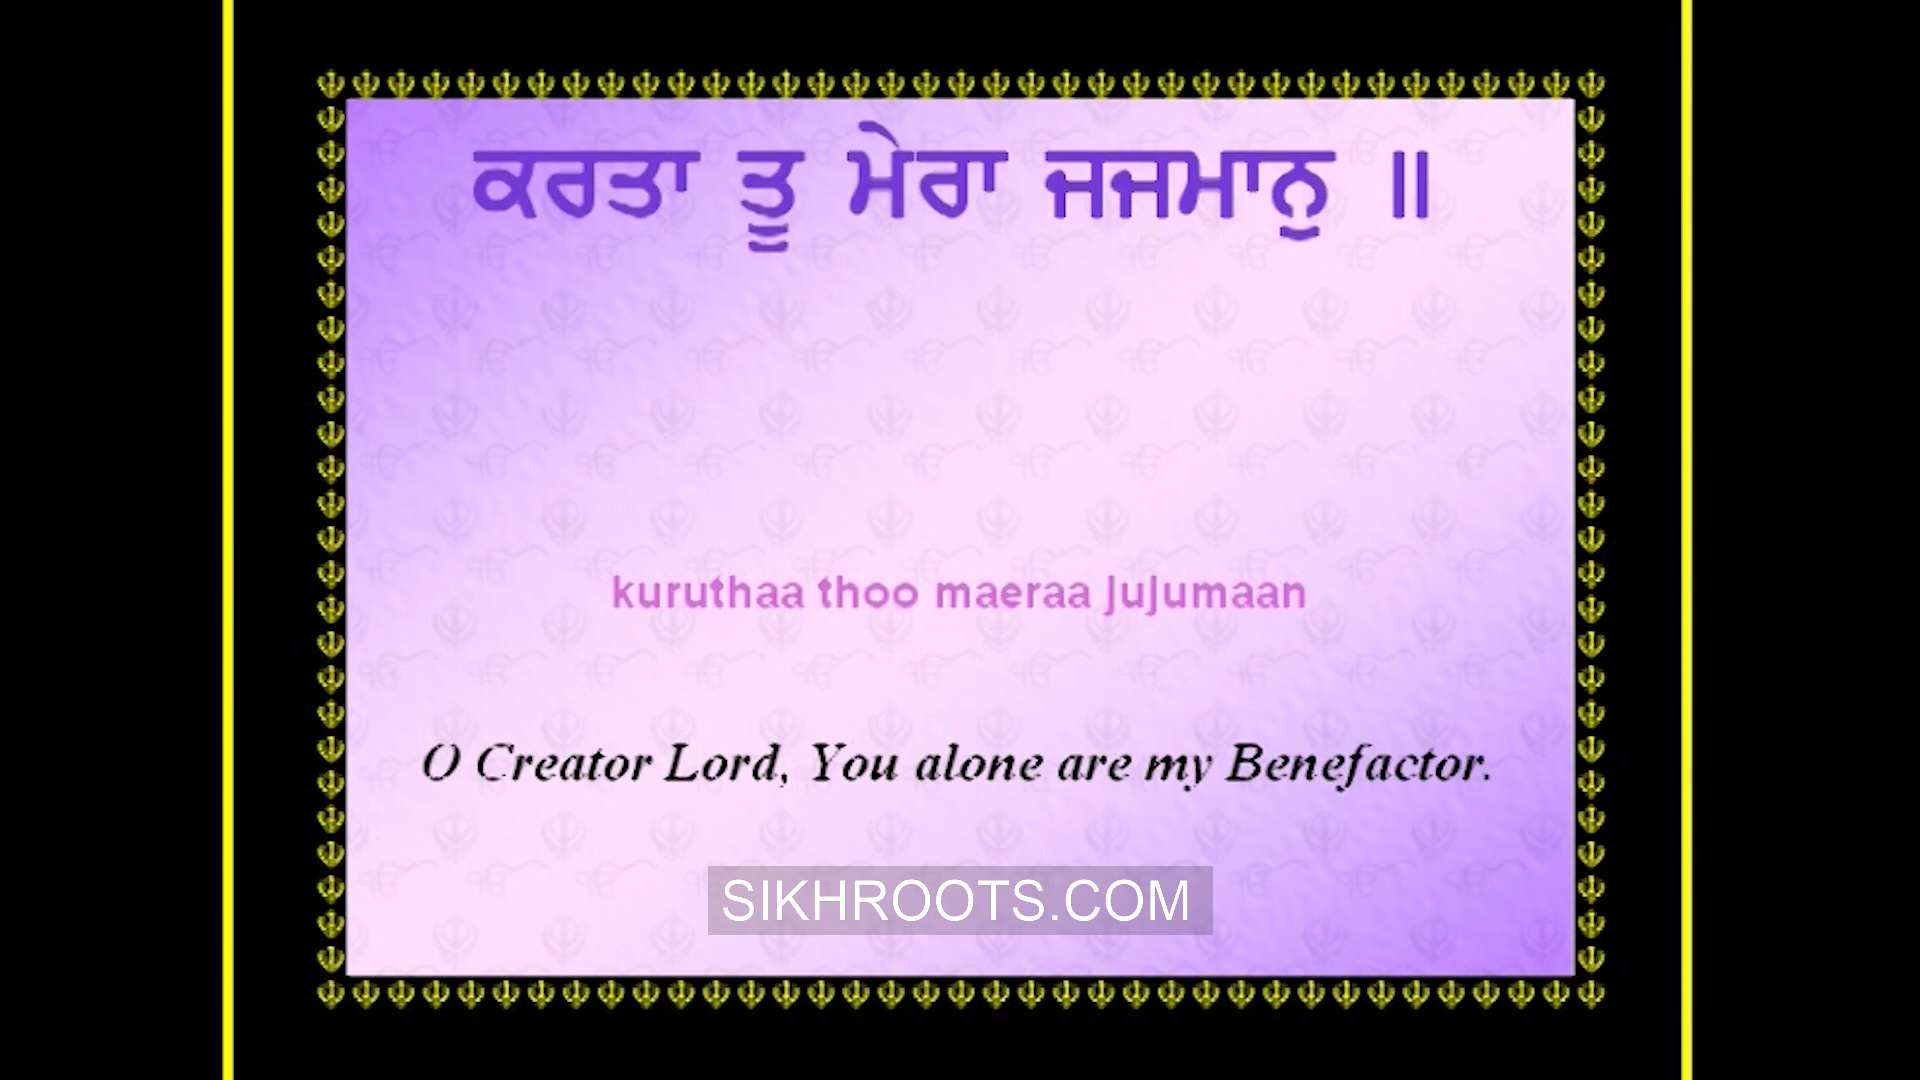 ਕਰਤਾ ਤੂ ਮੇਰਾ ਜਜਮਾਨੁ ॥
kuruthaa thoo maeraa jujumaan
O Creator Lord, You alone are my Benefactor.
SIKHROOTS.COM